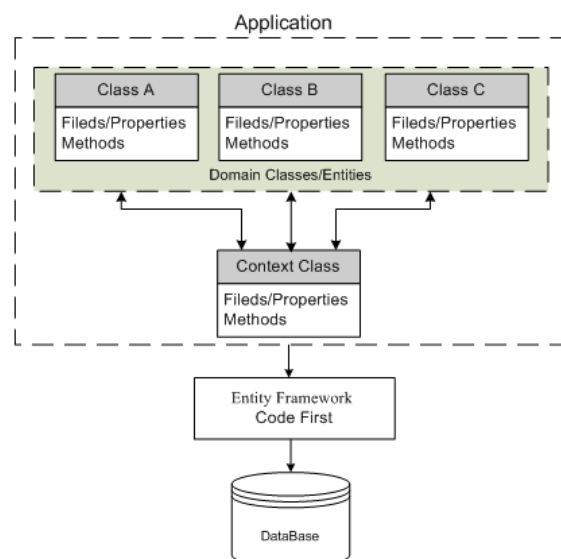 Application
Class A
Fileds/Properties
Methods
Class B
Fileds/Properties
Methods
Class C
Fileds/Properties
Methods
Domain Classes/Entities
Context Class
Fileds/Properties
Methods
Entity Framework
Code First
DataBase